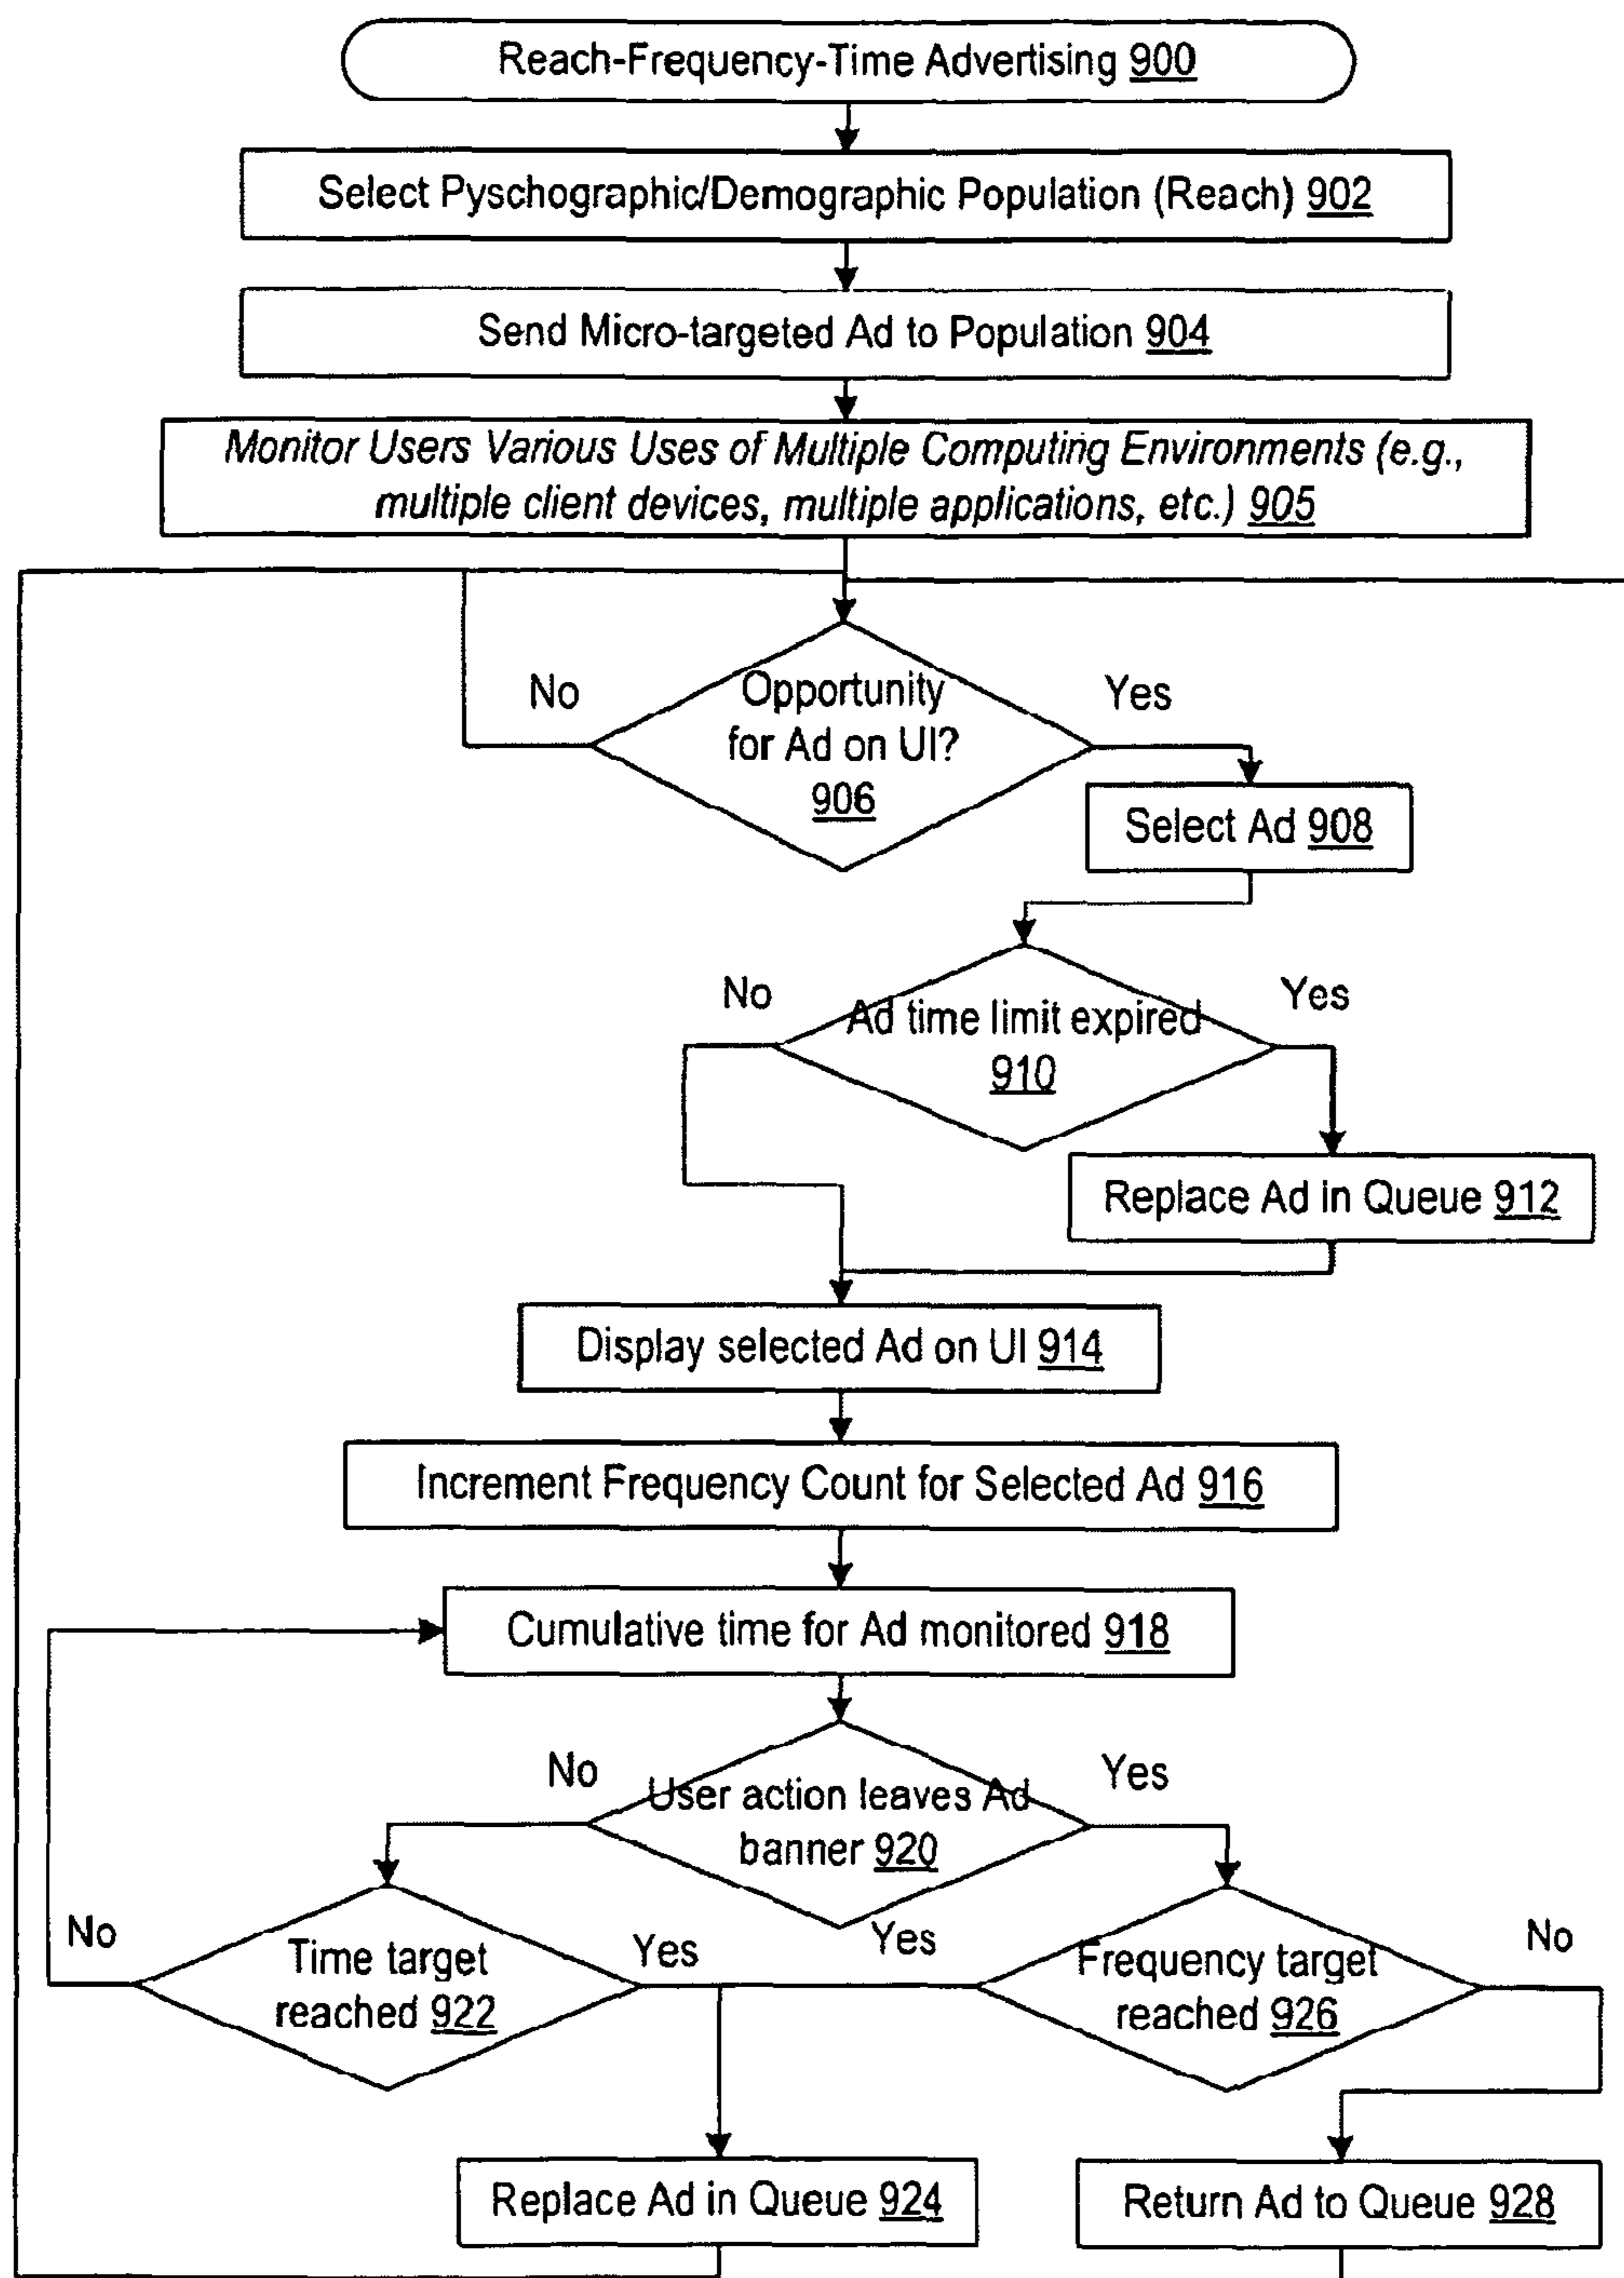 Reach-Frequency-Time Advertising 900
Select Pyschographic/Demographic Population (Reach) 902
Send Micro-targeted Ad to Population 904
Monitor Users Various Uses of Multiple Computing Environments (e.g.,
multiple client devices, multiple applications, etc.) 905
No
Opportunity
for Ad on UI?
906
Yes
Select Ad 908
No
Ad time limit expired
910
Yes
Replace Ad in Queue 912
Display selected Ad on UI 914
Increment Frequency Count for Selected Ad 916
Cumulative time for Ad monitored 918
No
User action leaves Ad
banner 920
Yes
No
Time target
reached 922
Yes
Yes
Frequency target
reached 926
No
Replace Ad in Queue 924
Return Ad to Queue 928